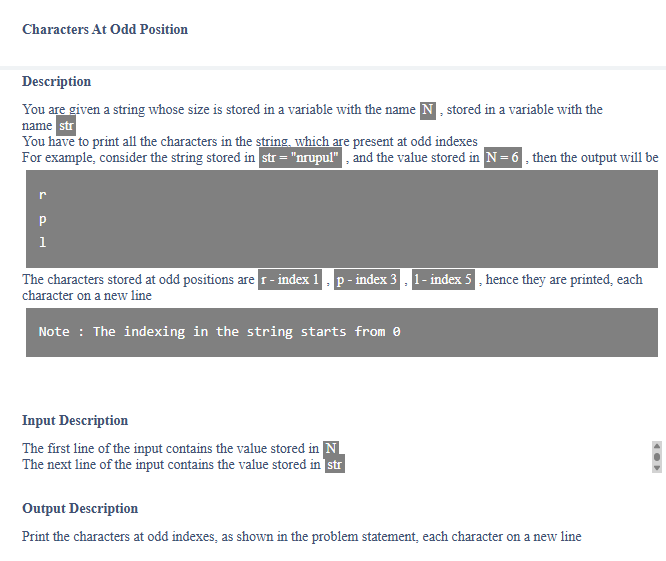 Characters At Odd Position
Description
You are given a string whose size is stored in a variable with the name N , stored in a variable with the
name str
You have to print all the characters in the string, which are present at odd indexes
For example, consider the string stored in str = "nrupul" , and the value stored in N = 6 , then the output will be
r
p
l
The characters stored at odd positions are r - index 1 , p - index 3 , l - index 5 , hence they are printed, each
character on a new line
Note : The indexing in the string starts from 0
Input Description
The first line of the input contains the value stored in N
The next line of the input contains the value stored in str
Output Description
Print the characters at odd indexes, as shown in the problem statement, each character on a new line